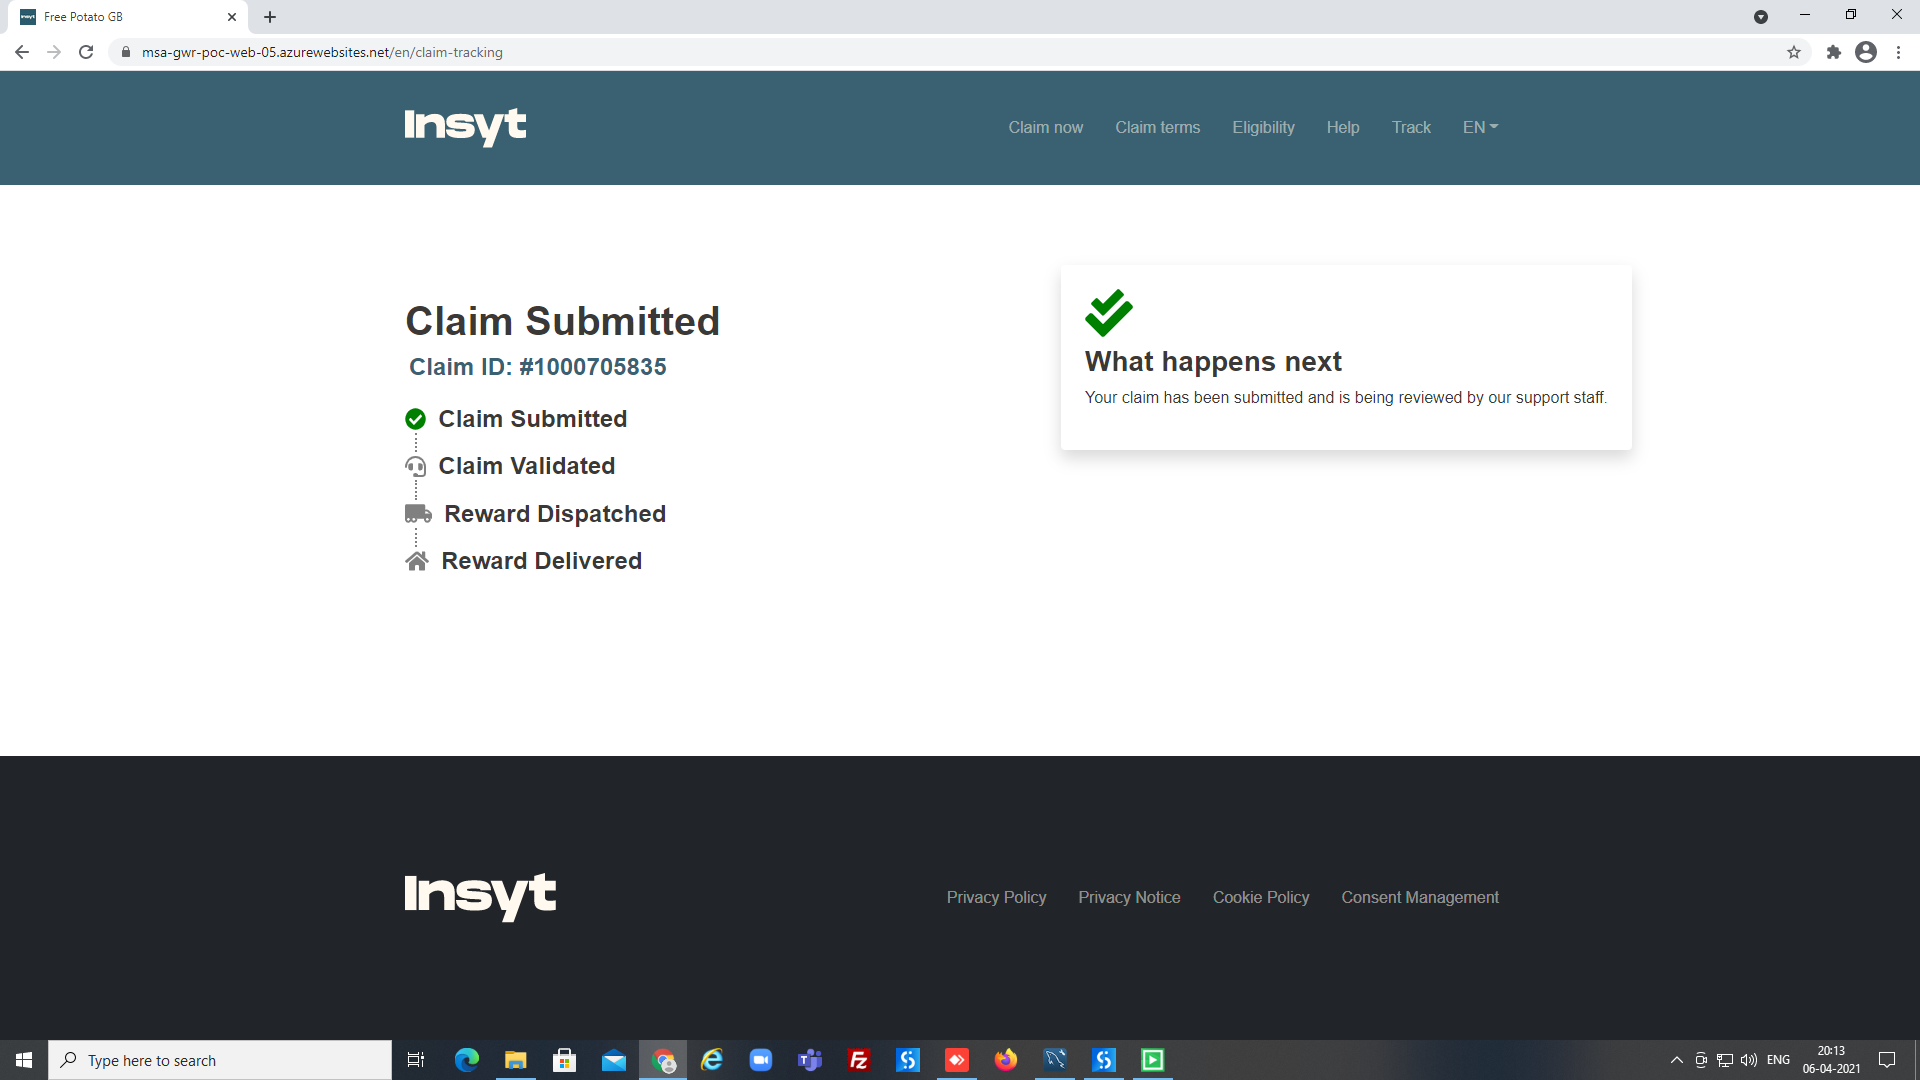 Free Potato GB
msa-gwr-poc-web-05.azurewebsites.net/en/claim-tracking
Insyt
Claim now Claim terms Eligibility Help Track EN
Claim Submitted
Claim ID: #1000705835
Claim Submitted
Claim Validated
Reward Dispatched
Reward Delivered
What happens next
Your claim has been submitted and is being reviewed by our support staff.
Insyt
Privacy Policy Privacy Notice Cookie Policy Consent Management
Type here to search
ENG
20:13
06-04-2021